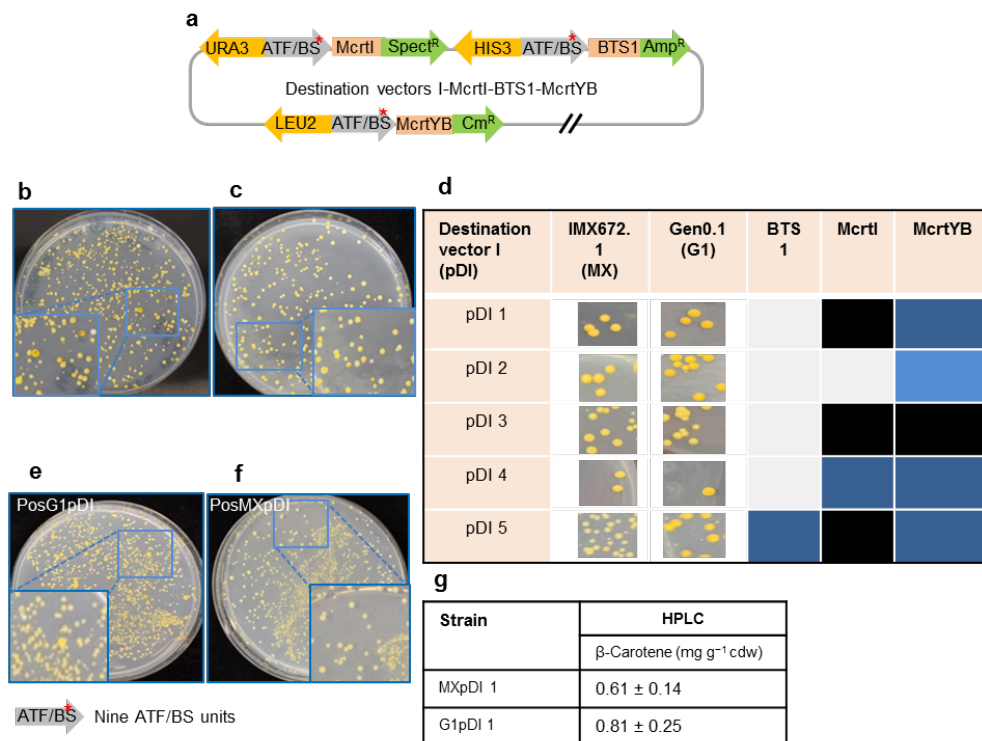 a
URA3 ATF/BS* McrtI Spectᴿ HIS3 ATF/BS* BTS1 Ampᴿ
Destination vectors I-McrtI-BTS1-McrtYB
LEU2 ATF/BS* McrtYB Cmᴿ
b
c
d
Destination vector I (pDI) IMX672.1 (MX) Gen0.1 (G1) BTS1 McrtI McrtYB
pDI 1
pDI 2
pDI 3
pDI 4
pDI 5
e
PosG1pDI
f
PosMXpDI
ATF/BS* Nine ATF/BS units
g
Strain HPLC
β-Carotene (mg g⁻¹ cdw)
MXpDI 1 0.61 ± 0.14
G1pDI 1 0.81 ± 0.25